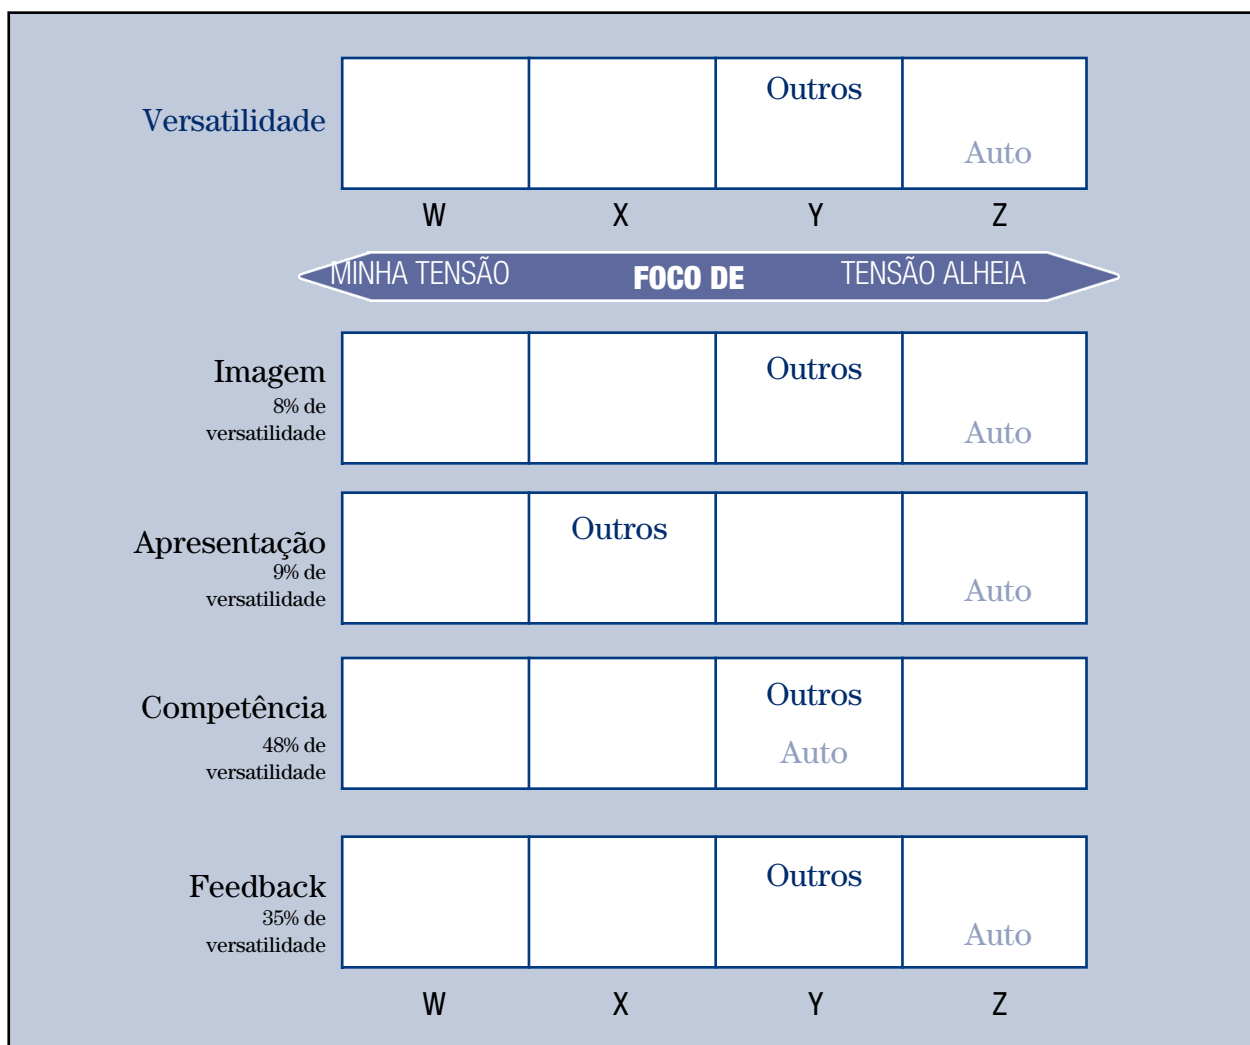 Versatilidade
Outros
Auto
W X Y Z
MINHA TENSÃO FOCO DE TENSÃO ALHEIA
Imagem
8% de
versatilidade
Outros
Auto
Apresentação
9% de
versatilidade
Outros
Auto
Competência
48% de
versatilidade
Outros
Auto
Feedback
35% de
versatilidade
Outros
Auto
W X Y Z